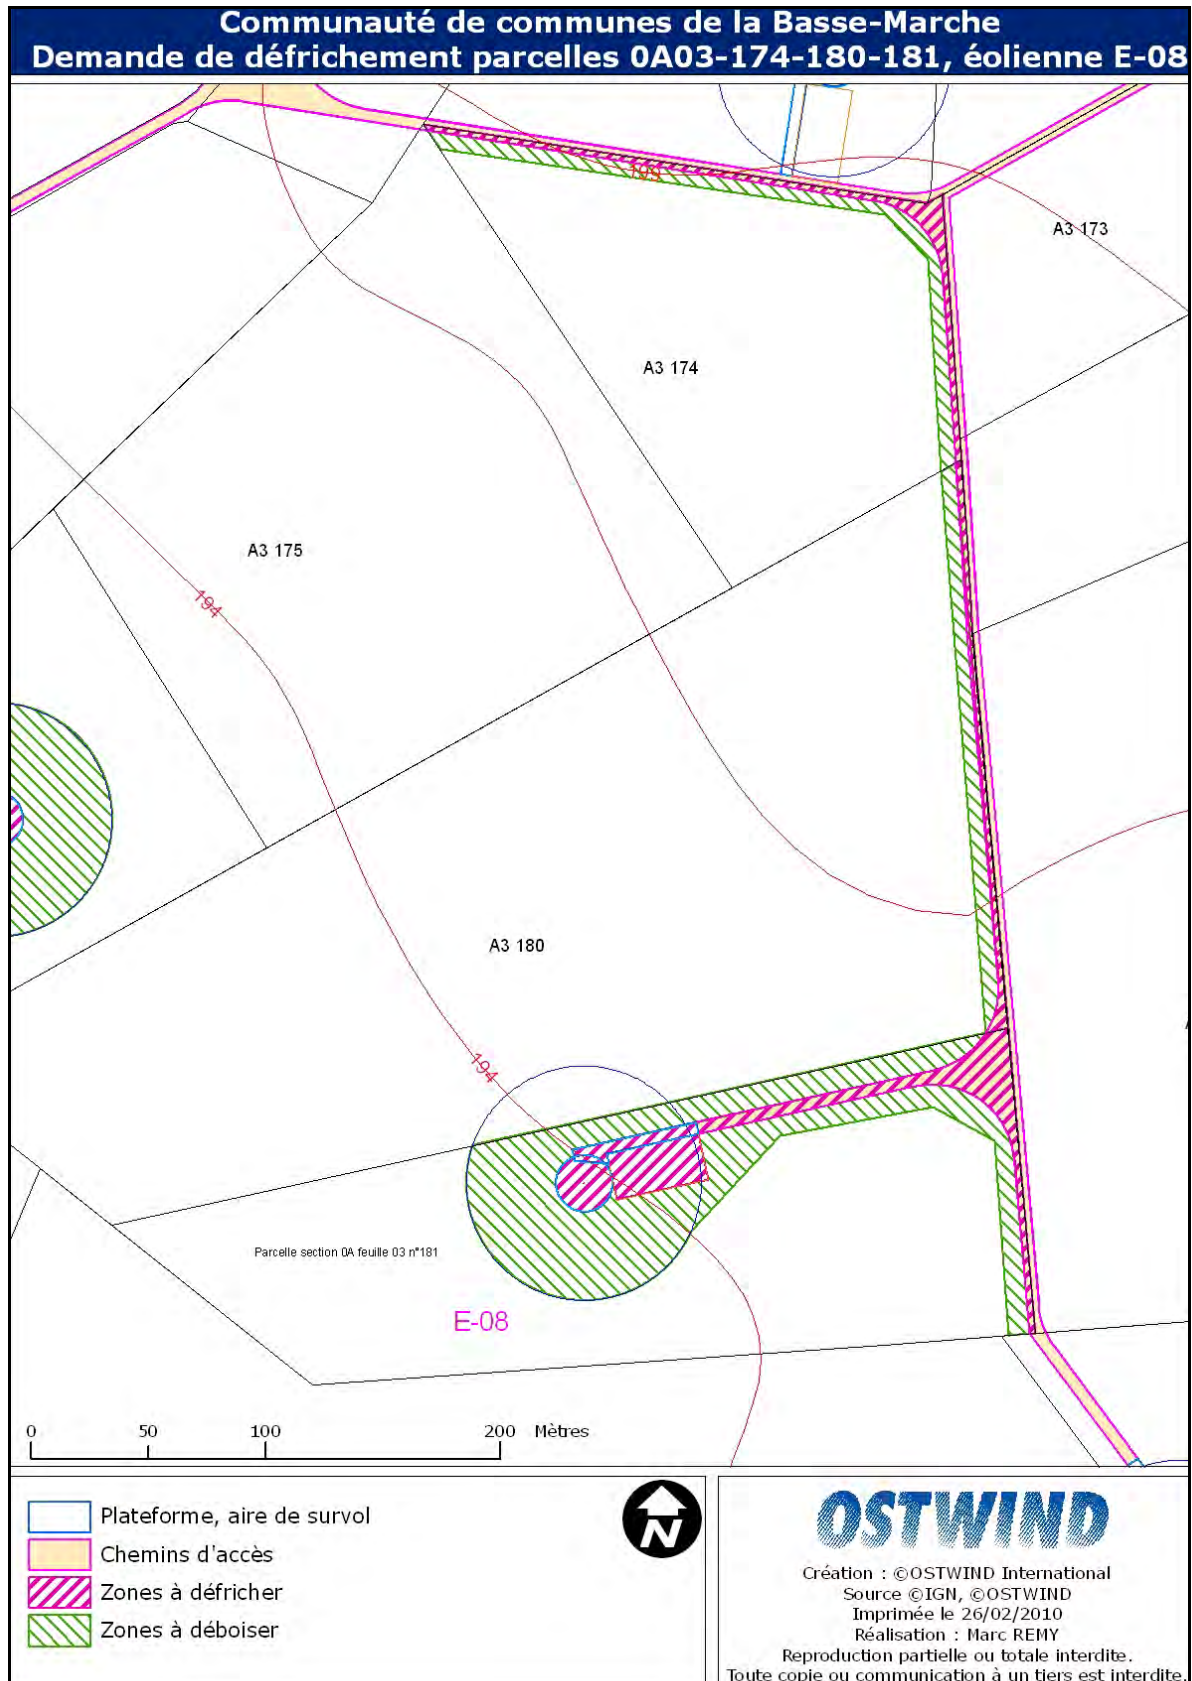 Communauté de communes de la Basse-Marche
Demande de défrichement parcelles 0A03-174-180-181, éolienne E-08
199
A3 173
A3 174
A3 175
194
A3 180
194
Parcelle section 0A feuille 03 n°181
E-08
0 50 100 200 Mètres
Plateforme, aire de survol
Chemins d'accès
Zones à défricher
Zones à déboiser
N
OSTWIND
Création : ©OSTWIND International
Source ©IGN, ©OSTWIND
Imprimée le 26/02/2010
Réalisation : Marc REMY
Reproduction partielle ou totale interdite.
Toute copie ou communication à un tiers est interdite.